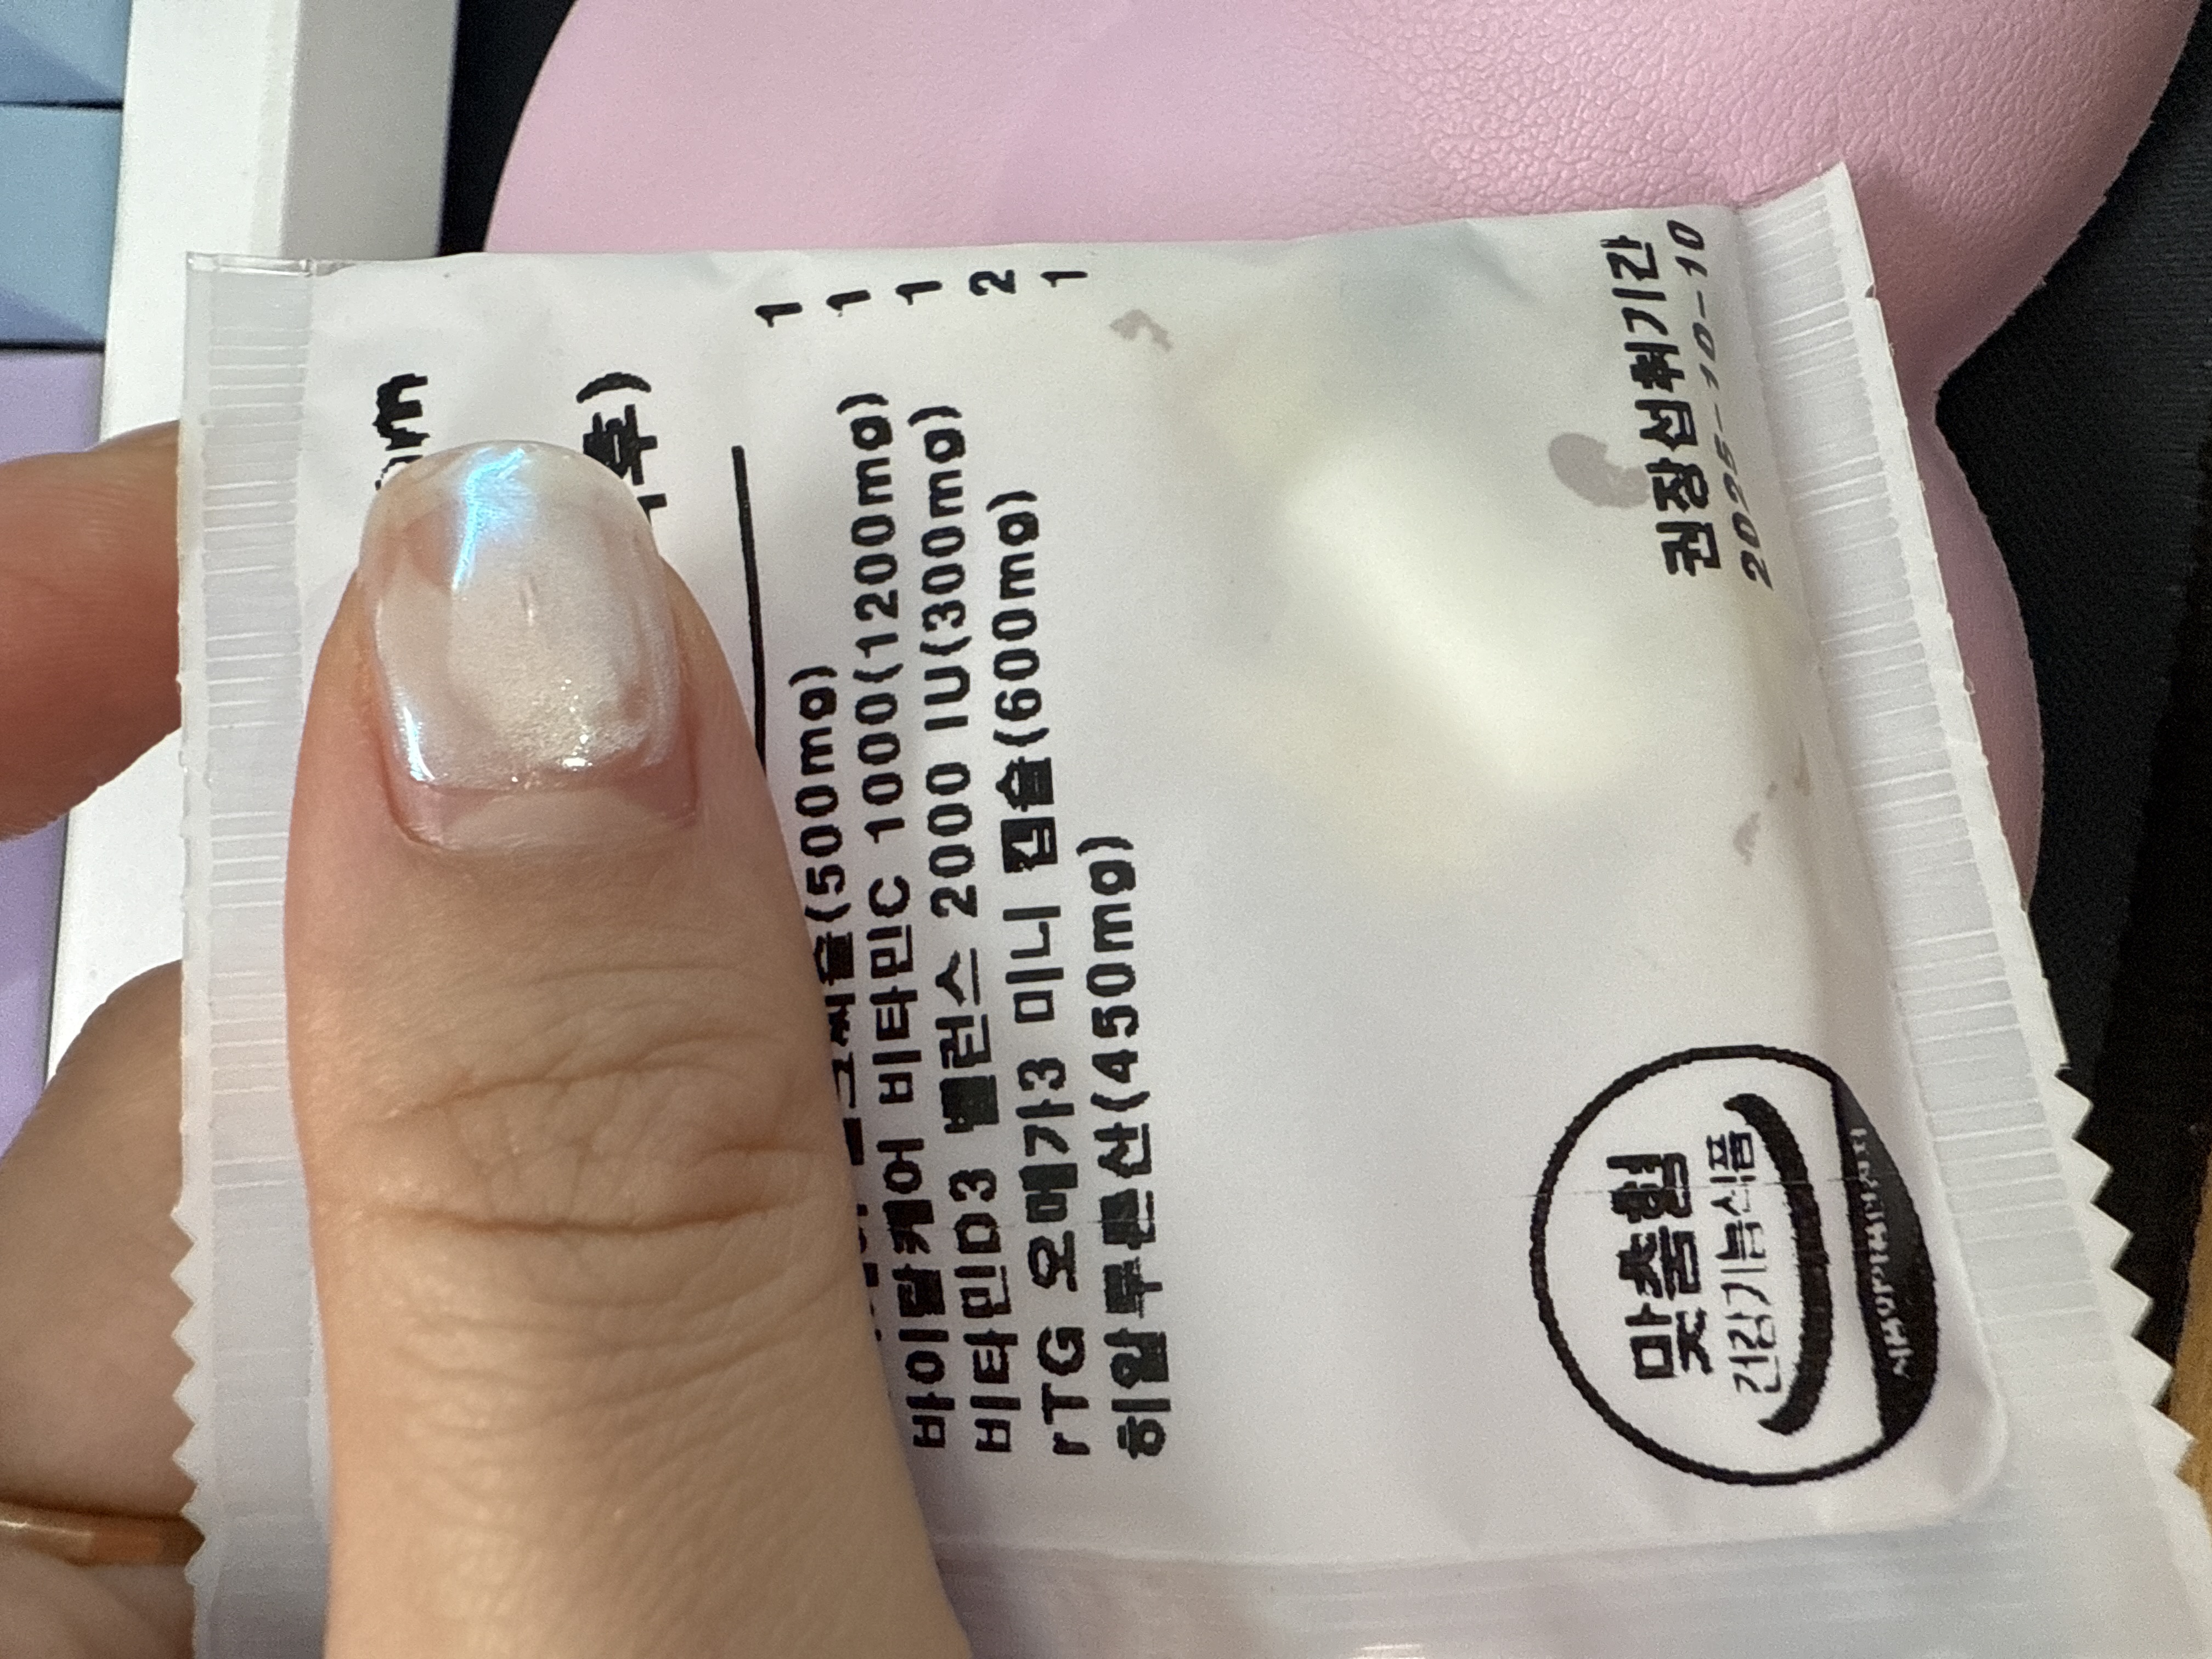 후)
(500mg) 1
바이탈케어 비타민C 1000(1200mg) 1
비타민D3 밸런스 2000 IU(300mg) 1
rTG 오메가3 미니 캡슐(600mg) 2
히알루론산(450mg) 1
권장섭취기간
2025-10-10
맞춤형
건강기능식품